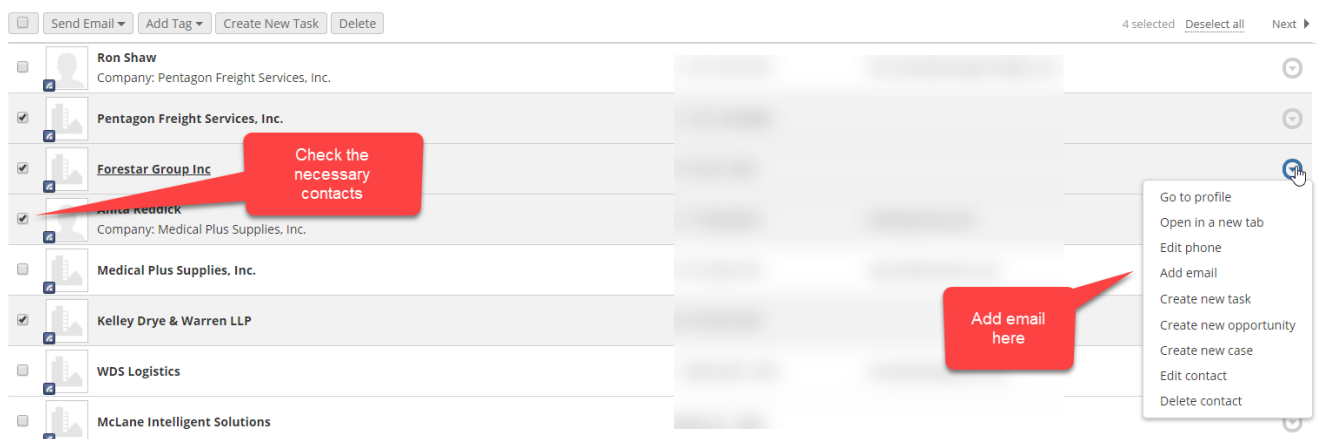 Send Email
Add Tag
Create New Task
Delete
4 selected
Deselect all
Next
Ron Shaw
Company: Pentagon Freight Services, Inc.
Pentagon Freight Services, Inc.
Check the
necessary
contacts
Forestar Group Inc
Anita Reddick
Company: Medical Plus Supplies, Inc.
Go to profile
Open in a new tab
Edit phone
Add email
Create new task
Create new opportunity
Create new case
Edit contact
Delete contact
Medical Plus Supplies, Inc.
Add email
here
Kelley Drye & Warren LLP
WDS Logistics
McLane Intelligent Solutions